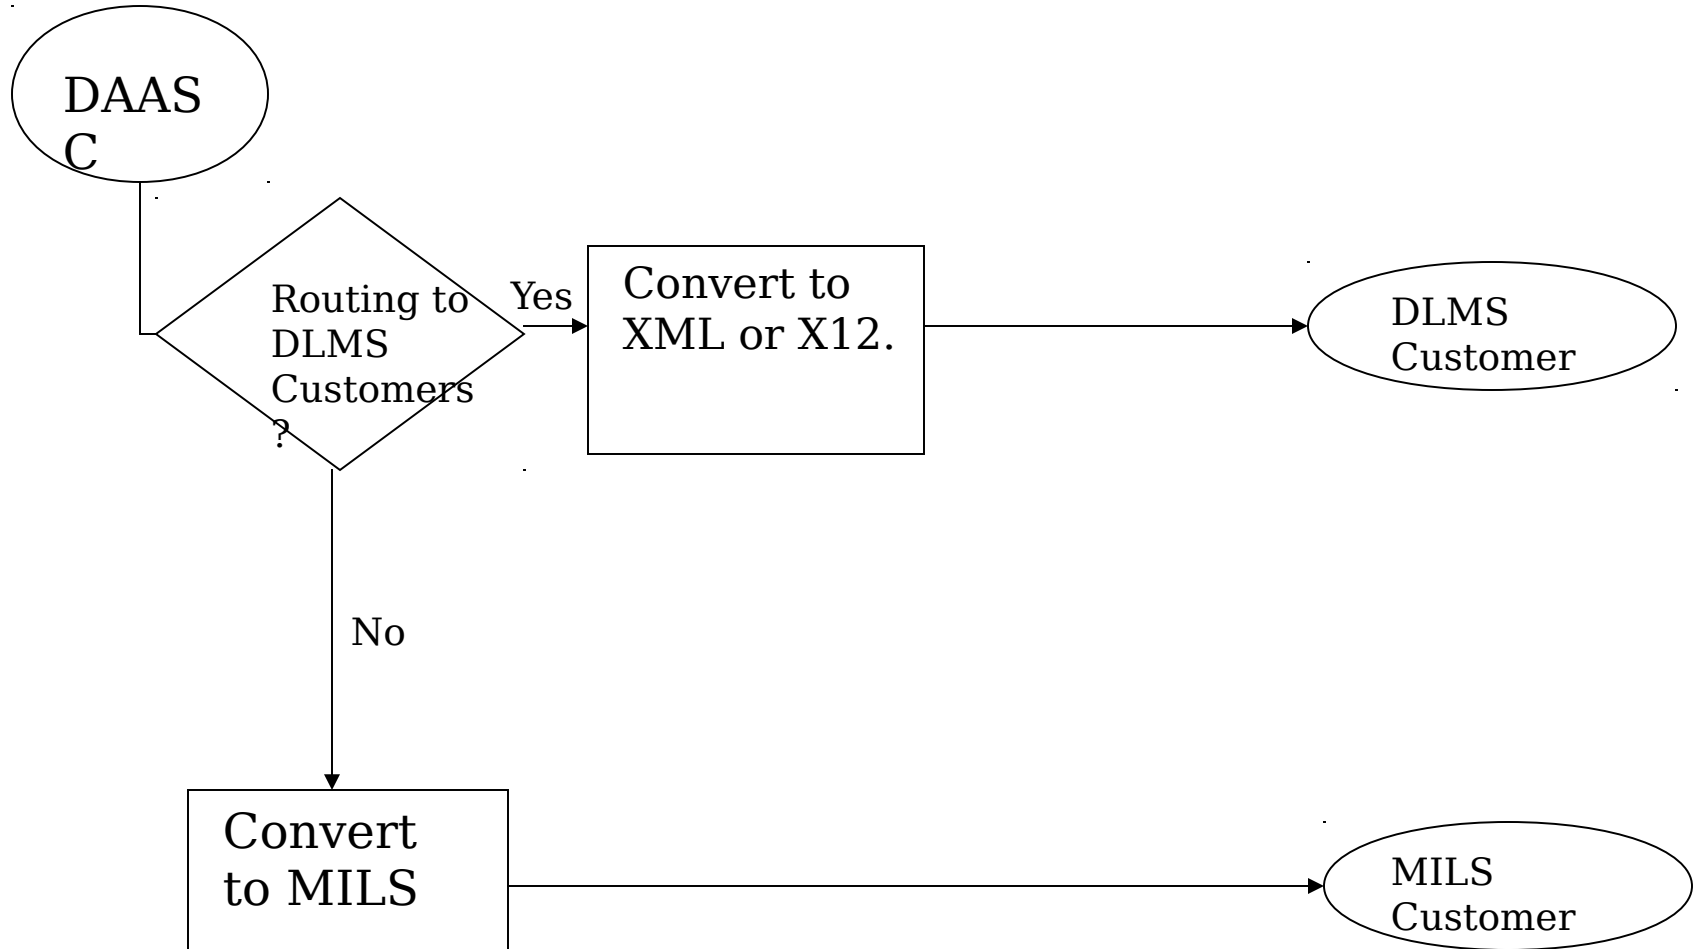 DAAS
C
Routing to
DLMS
Customers
?
Yes
Convert to
XML or X12.
DLMS
Customer
No
Convert
to MILS
MILS
Customer